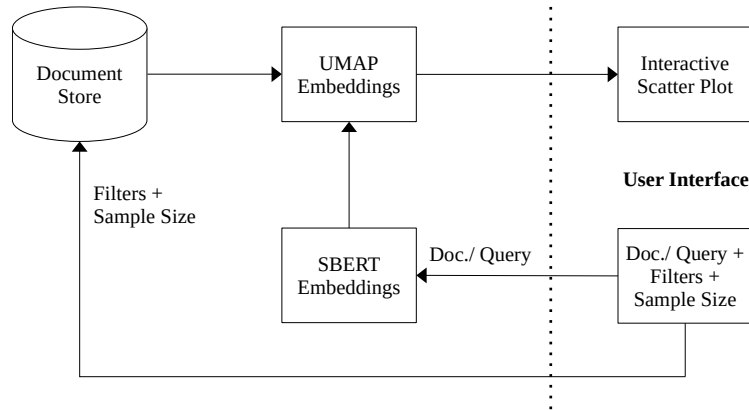 Document
Store
UMAP
Embeddings
Interactive
Scatter Plot
Filters +
Sample Size
User Interface
SBERT
Embeddings
Doc./ Query
Doc./ Query +
Filters +
Sample Size